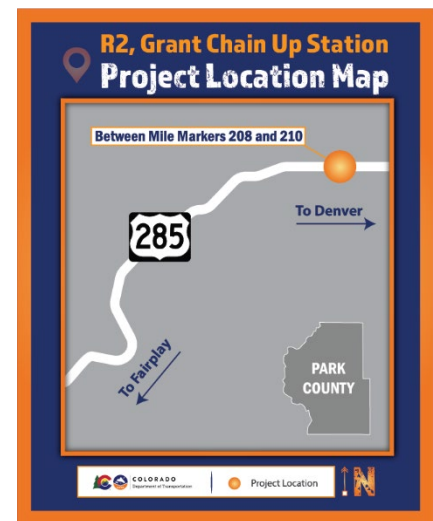 R2, Grant Chain Up Station
Project Location Map
Between Mile Markers 208 and 210
To Denver
285
To Fairplay
PARK
COUNTY
COLORADO
Department of Transportation
Project Location
N